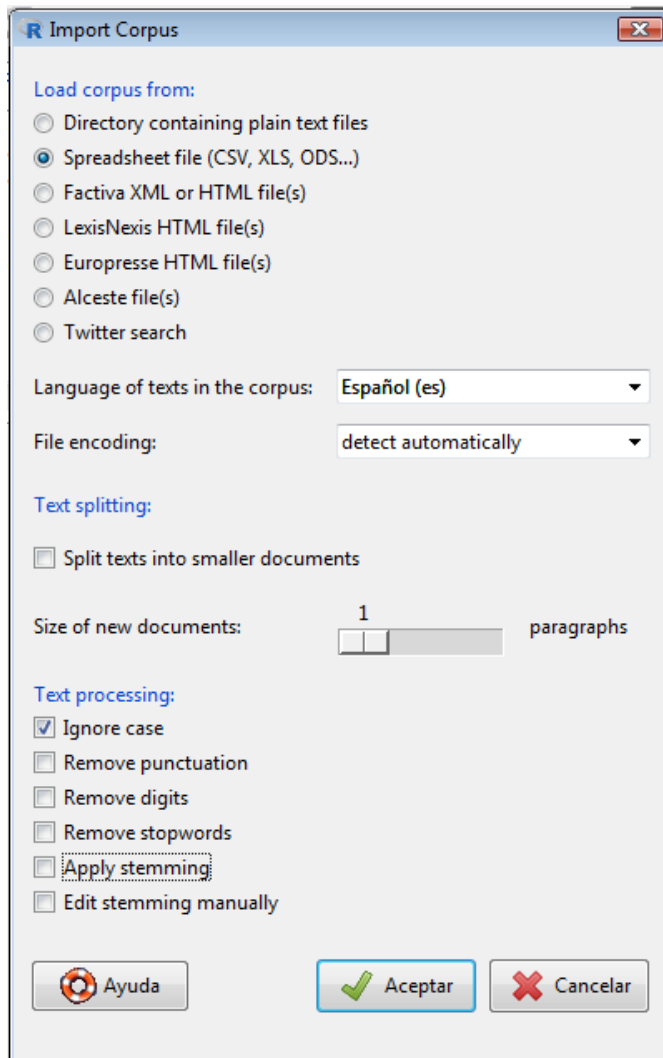 R Import Corpus
Load corpus from:
Directory containing plain text files
Spreadsheet file (CSV, XLS, ODS...)
Factiva XML or HTML file(s)
LexisNexis HTML file(s)
Europresse HTML file(s)
Alceste file(s)
Twitter search
Language of texts in the corpus: Español (es)
File encoding: detect automatically
Text splitting:
Split texts into smaller documents
Size of new documents: 1 paragraphs
Text processing:
Ignore case
Remove punctuation
Remove digits
Remove stopwords
Apply stemming
Edit stemming manually
Ayuda Aceptar Cancelar